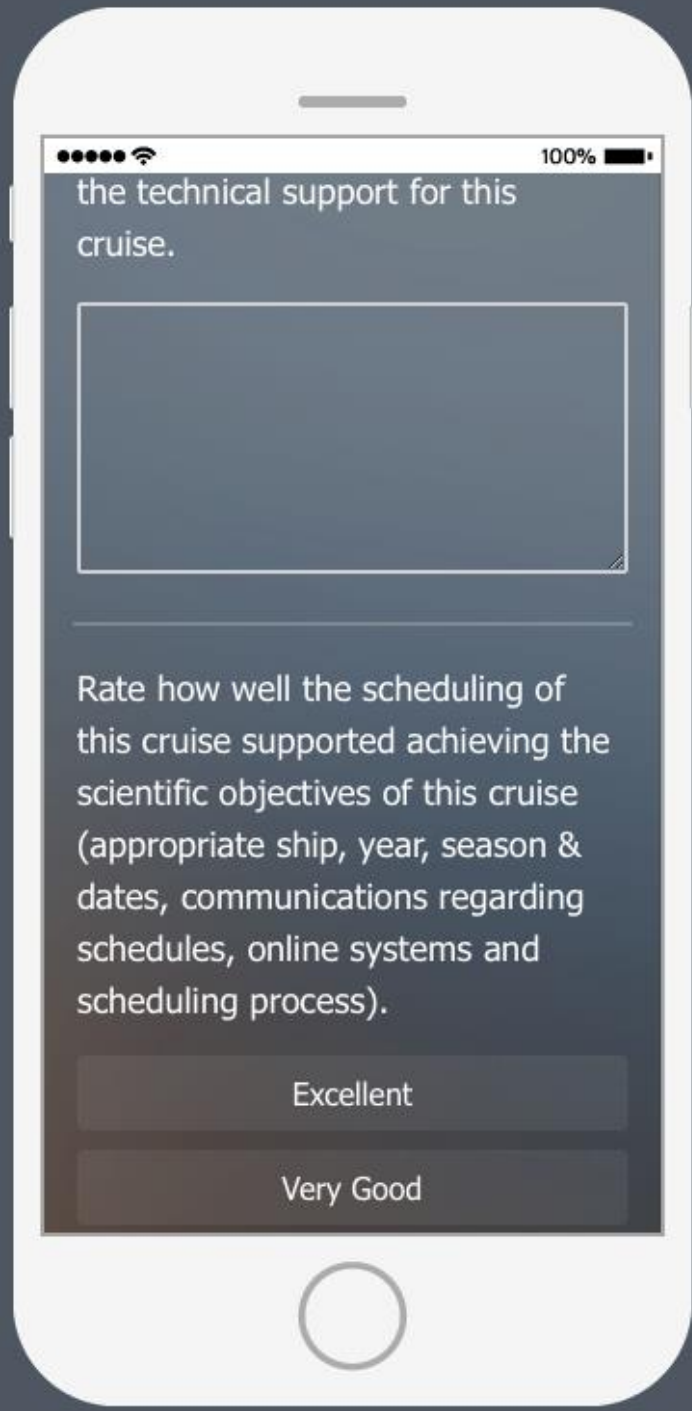 100%
the technical support for this
cruise.
Rate how well the scheduling of
this cruise supported achieving the
scientific objectives of this cruise
(appropriate ship, year, season &
dates, communications regarding
schedules, online systems and
scheduling process).
Excellent
Very Good